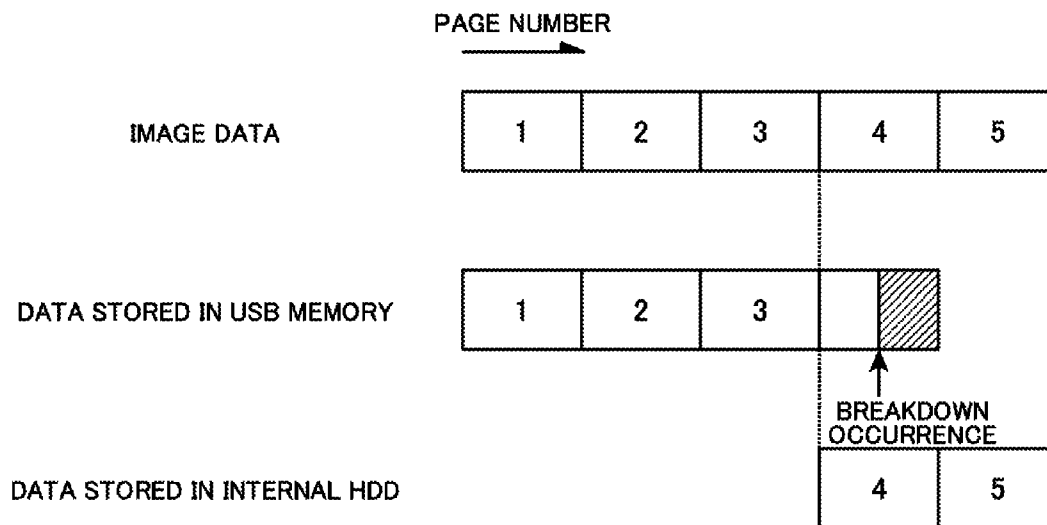 PAGE NUMBER
IMAGE DATA
1 2 3 4 5
DATA STORED IN USB MEMORY
1 2 3
BREAKDOWN
OCCURRENCE
DATA STORED IN INTERNAL HDD
4 5